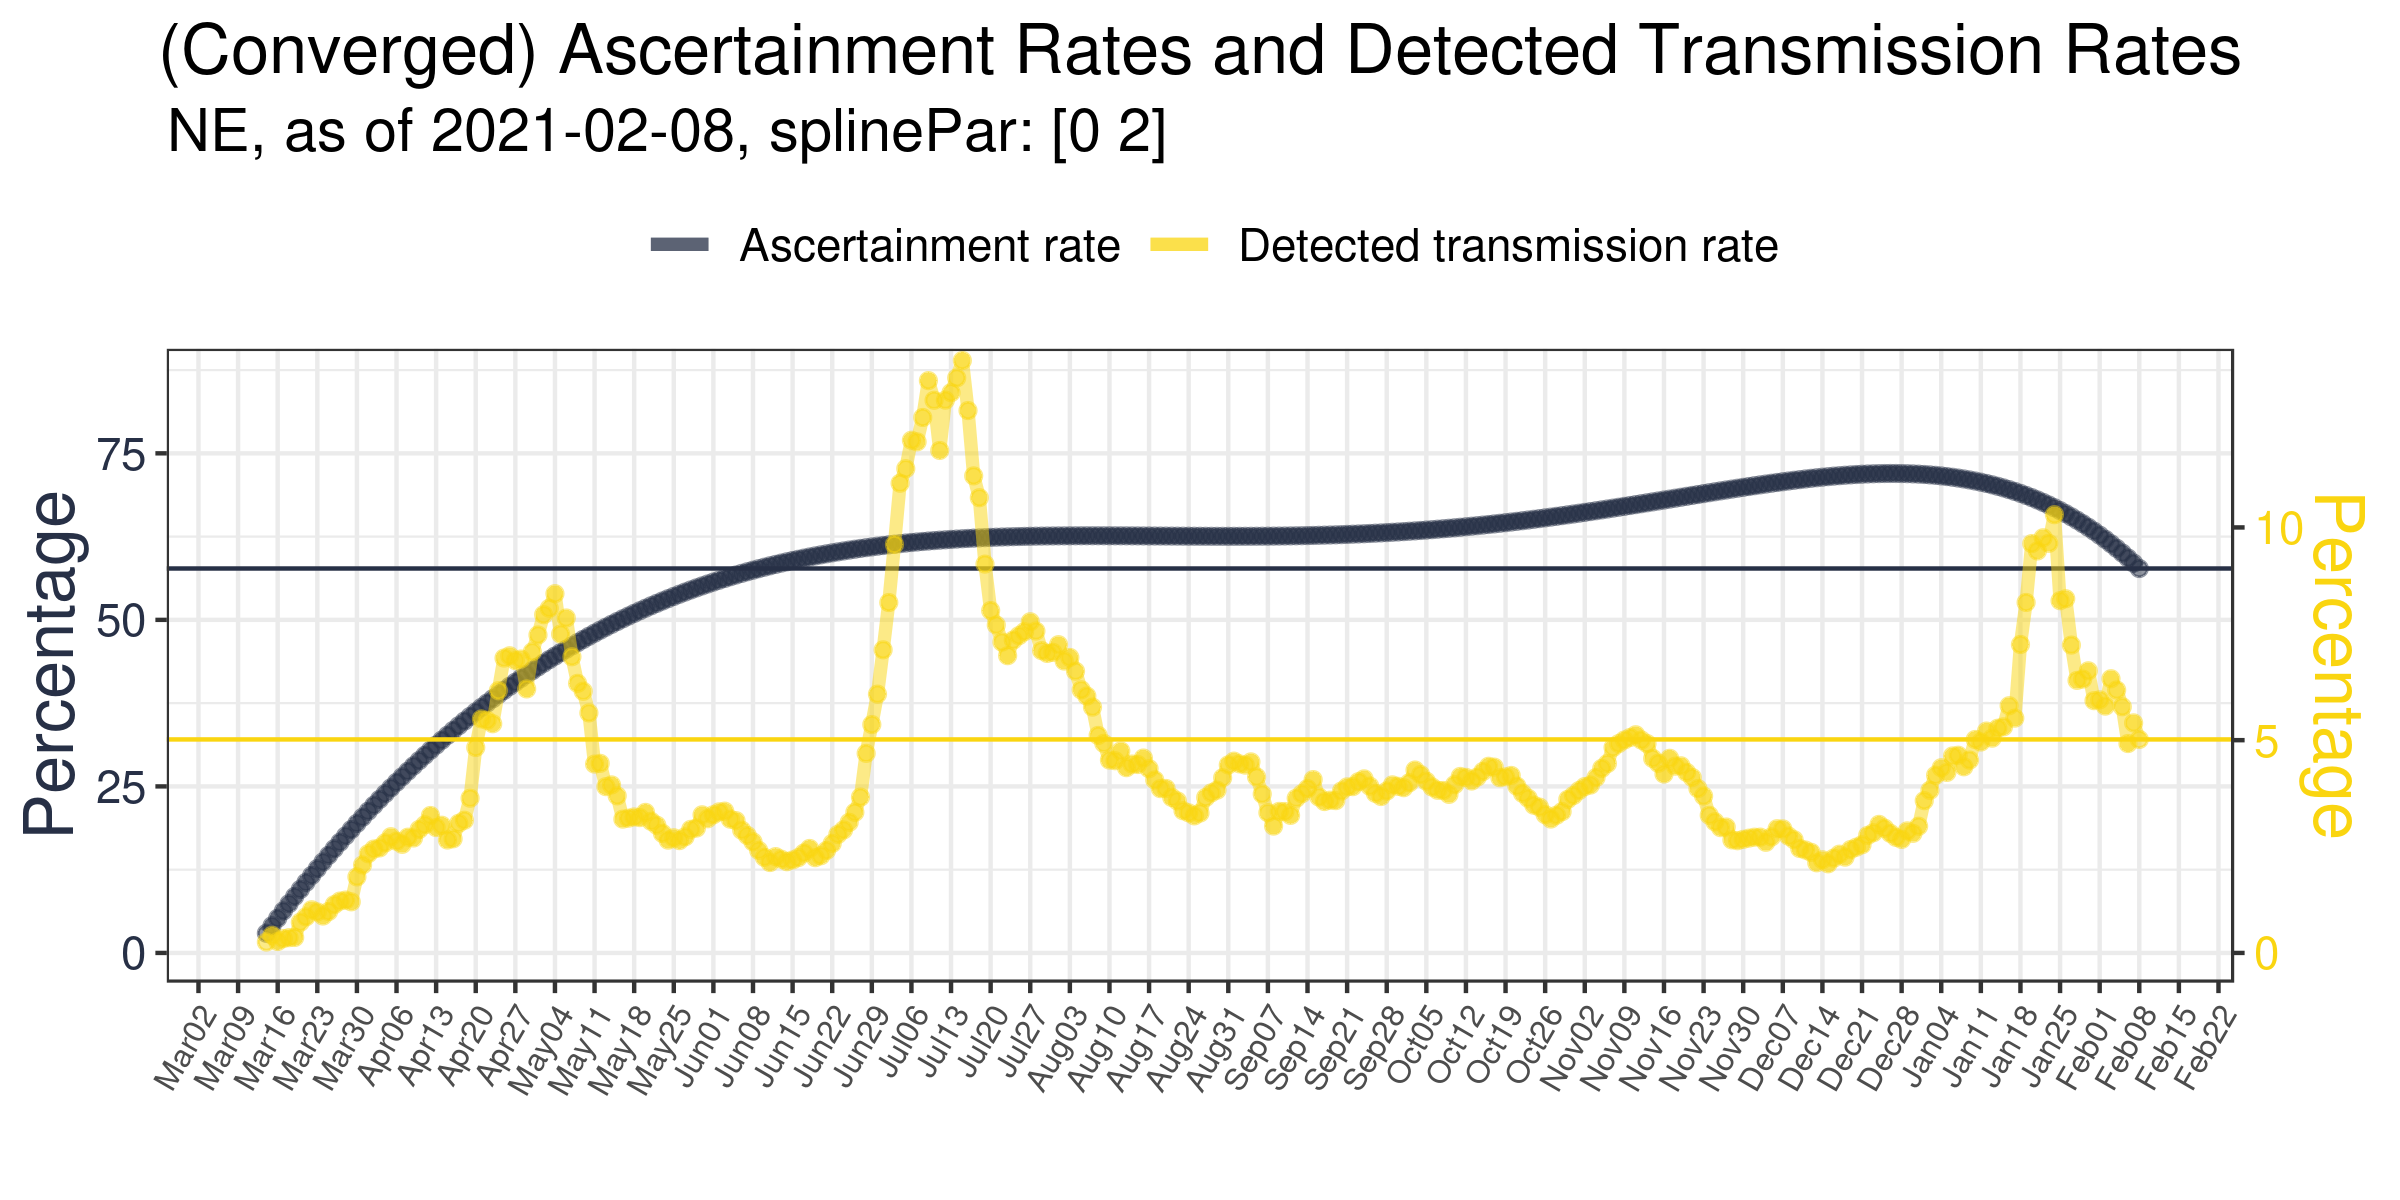 (Converged) Ascertainment Rates and Detected Transmission Rates
NE, as of 2021-02-08, splinePar: [0 2]
Ascertainment rate
Detected transmission rate
Percentage
75
50
25
0
10
5
0
Percentage
Mar02
Mar09
Mar16
Mar23
Mar30
Apr06
Apr13
Apr20
Apr27
May04
May11
May18
May25
Jun01
Jun08
Jun15
Jun22
Jun29
Jul06
Jul13
Jul20
Jul27
Aug03
Aug10
Aug17
Aug24
Aug31
Sep07
Sep14
Sep21
Sep28
Oct05
Oct12
Oct19
Oct26
Nov02
Nov09
Nov16
Nov23
Nov30
Dec07
Dec14
Dec21
Dec28
Jan04
Jan11
Jan18
Jan25
Feb01
Feb08
Feb15
Feb22